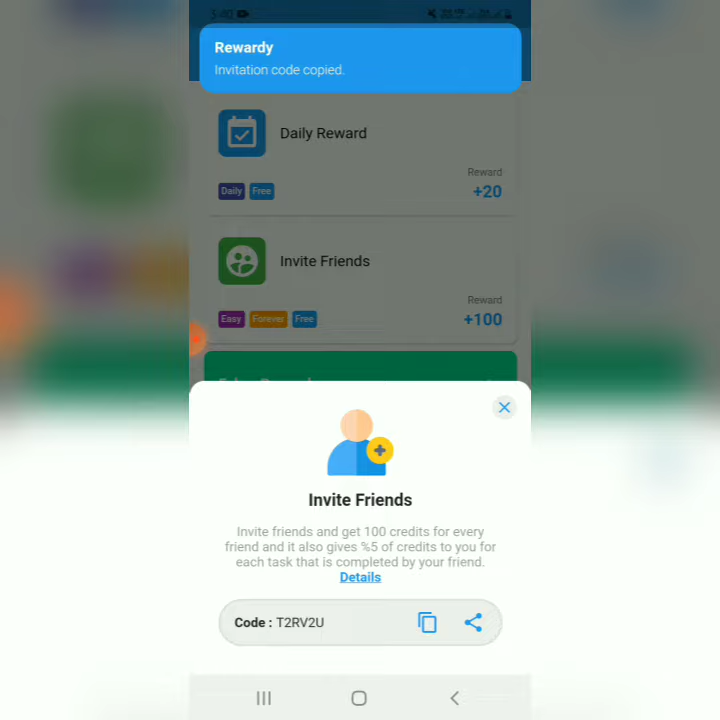 3:40
Rewardy
Invitation code copied.
Daily Reward
Reward
Daily Free +20
Invite Friends
Reward
Easy Forever Free +100
Invite Friends
Invite friends and get 100 credits for every
friend and it also gives %5 of credits to you for
each task that is completed by your friend.
Details
Code : T2RV2U